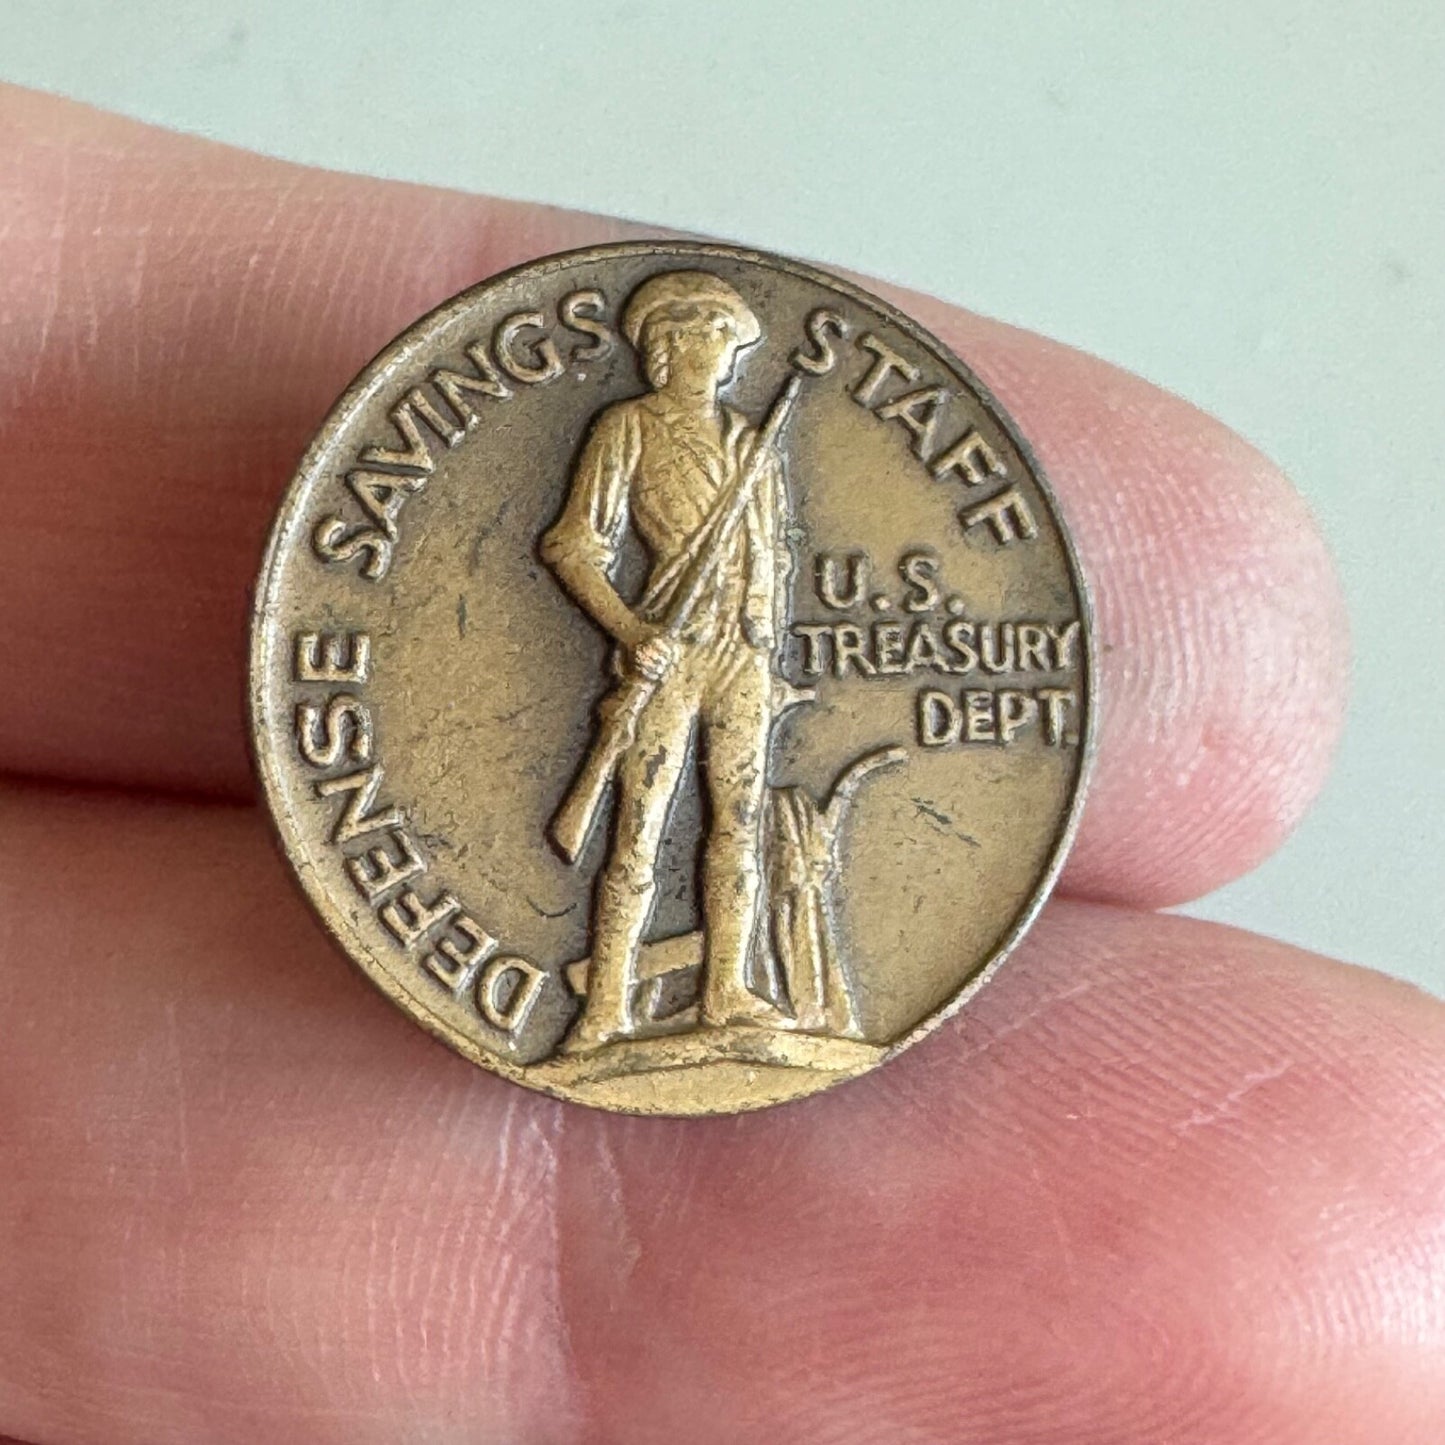 DEFENSE SAVINGS STAFF
U.S.
TREASURY
DEPT.